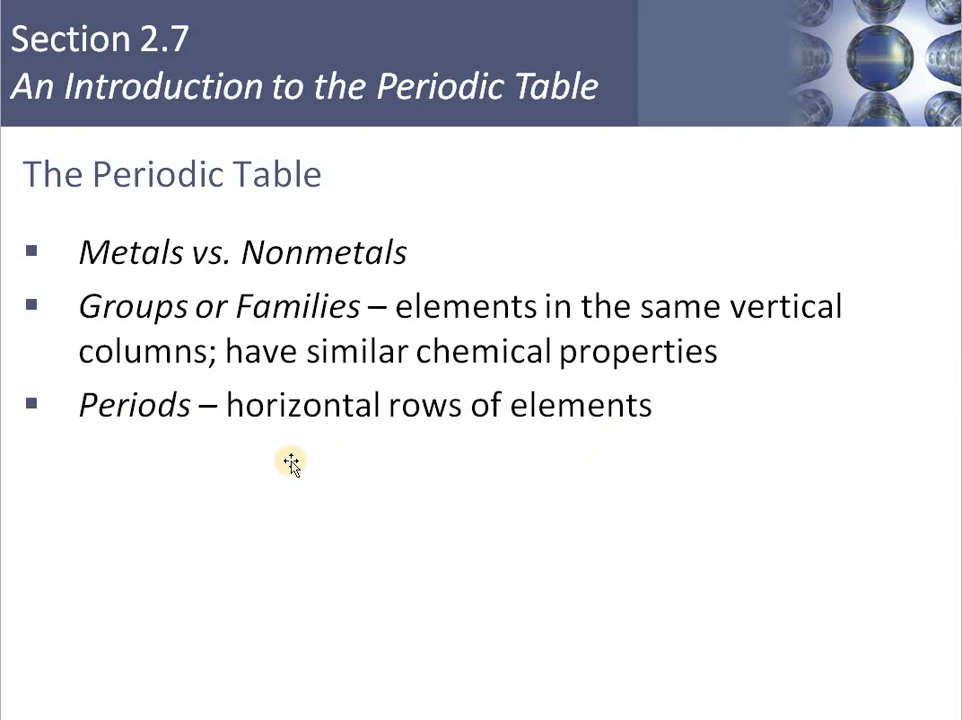 Section 2.7
An Introduction to the Periodic Table
The Periodic Table
▪ Metals vs. Nonmetals
▪ Groups or Families – elements in the same vertical
columns; have similar chemical properties
▪ Periods – horizontal rows of elements